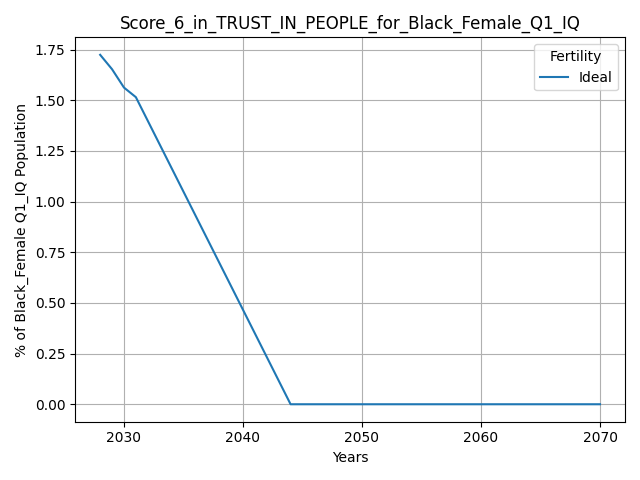 Score_6_in_TRUST_IN_PEOPLE_for_Black_Female_Q1_IQ
Fertility
Ideal
% of Black_Female Q1_IQ Population
1.75
1.50
1.25
1.00
0.75
0.50
0.25
0.00
2030 2040 2050 2060 2070
Years